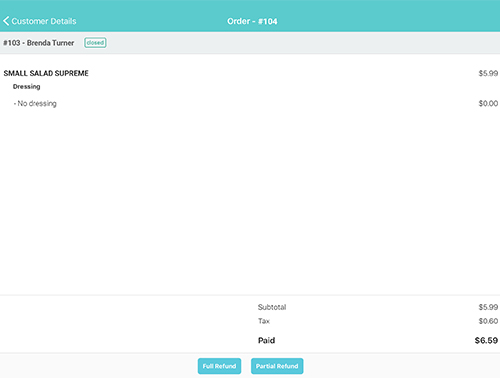 Customer Details Order - #104
#103 - Brenda Turner closed
SMALL SALAD SUPREME $5.99
Dressing
- No dressing $0.00
Subtotal $5.99
Tax $0.60
Paid $6.59
Full Refund Partial Refund